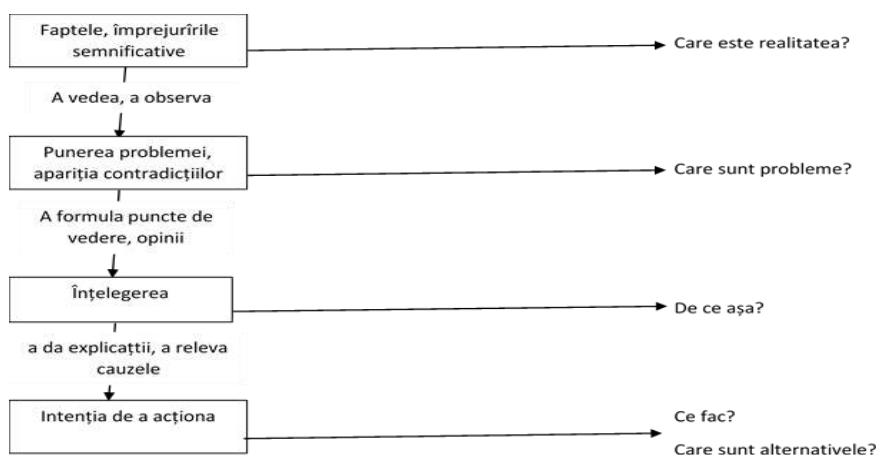 Faptele, împrejurîrile
semnificative
Care este realitatea?
A vedea, a observa
Punerea problemei,
apariția contradicțiilor
Care sunt probleme?
A formula puncte de
vedere, opinii
Înțelegerea
De ce așa?
a da explicațtii, a releva
cauzele
Intenția de a acționa
Ce fac?
Care sunt alternativele?